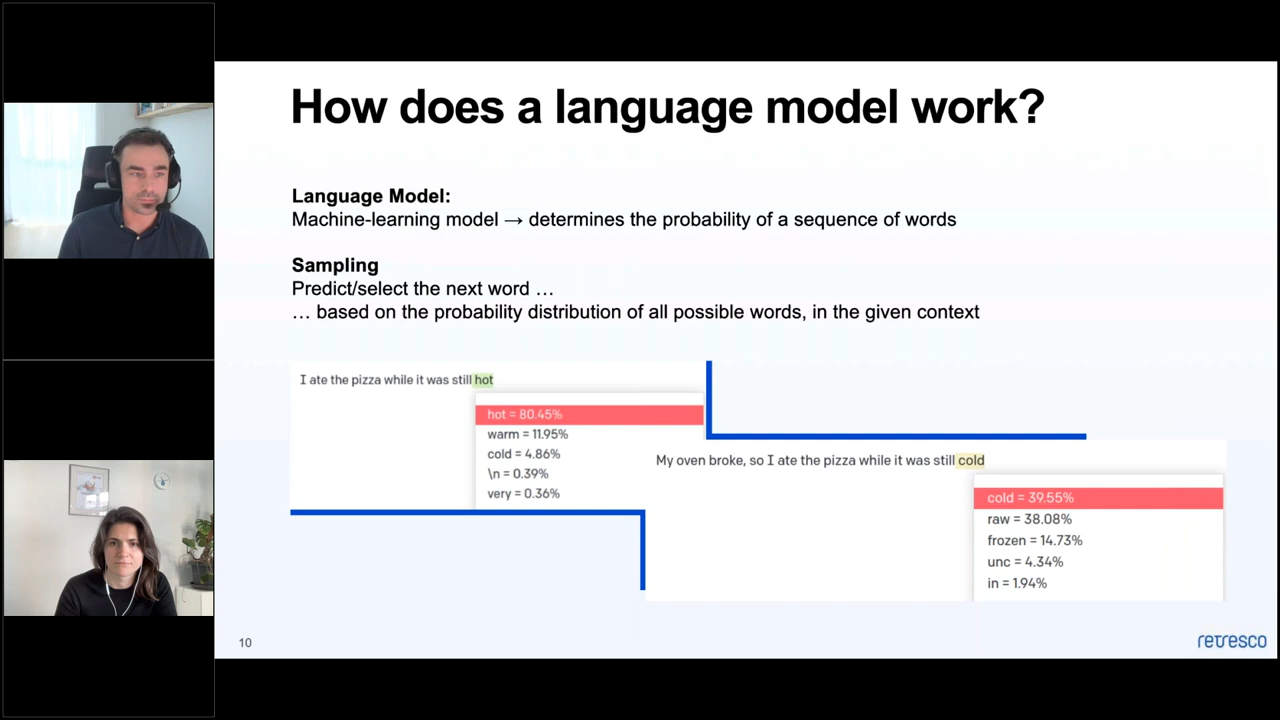 How does a language model work?
Language Model:
Machine-learning model → determines the probability of a sequence of words
Sampling
Predict/select the next word …
… based on the probability distribution of all possible words, in the given context
I ate the pizza while it was still hot
hot = 80.45%
warm = 11.95%
cold = 4.86%
\n = 0.39%
very = 0.36%
My oven broke, so I ate the pizza while it was still cold
cold = 39.55%
raw = 38.08%
frozen = 14.73%
unc = 4.34%
in = 1.94%
10
retresco